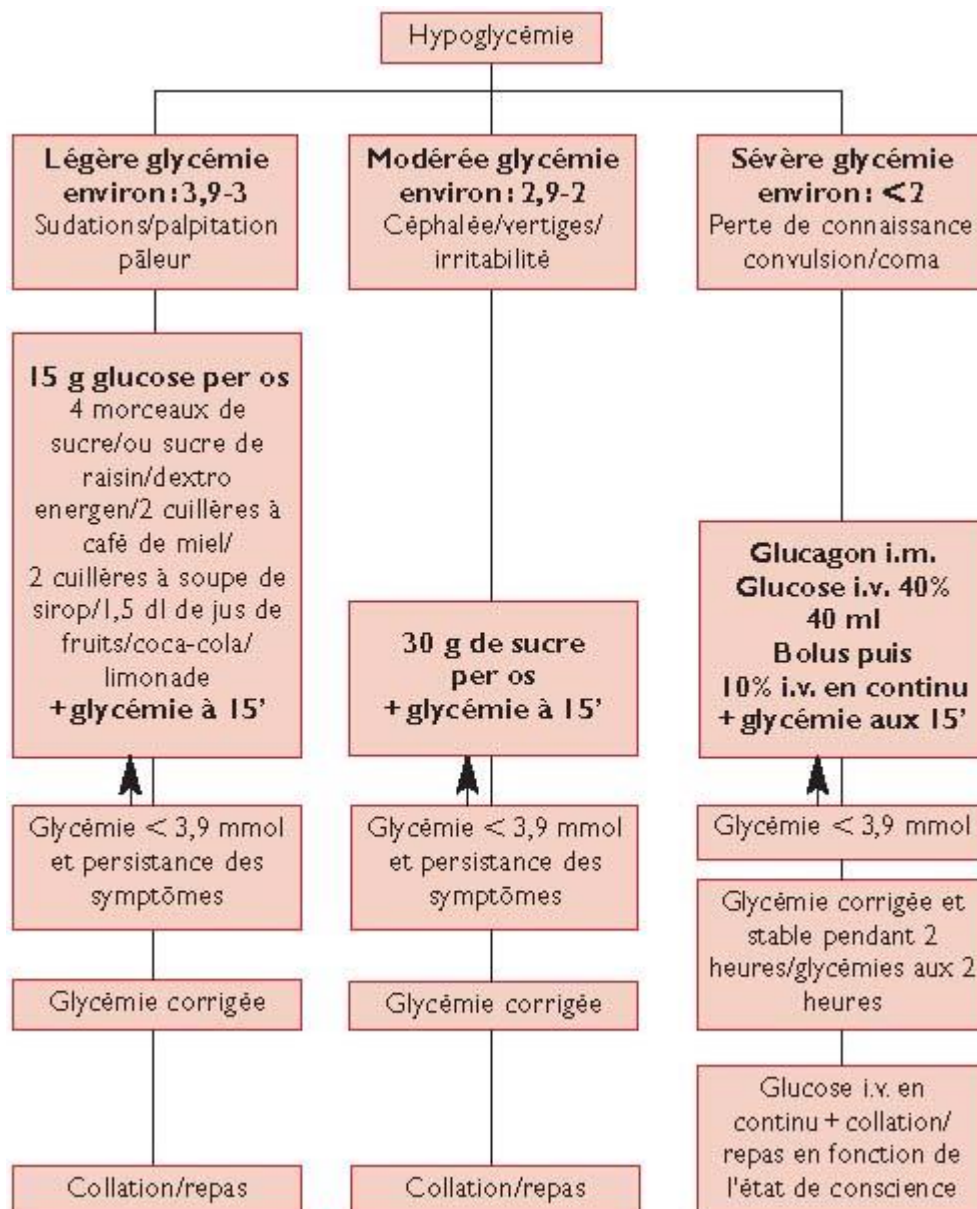 Hypoglycémie
Légère glycémie
environ : 3,9-3
Sudations/palpitation
pâleur
15 g glucose per os
4 morceaux de
sucre/ou sucre de
raisin/dextro
energen/2 cuillères à
café de miel/
2 cuillères à soupe de
sirop/1,5 dl de jus de
fruits/coca-cola/
limonade
+glycémie à 15’
Glycémie < 3,9 mmol
et persistance des
symptômes
Glycémie corrigée
Collation/repas
Modérée glycémie
environ : 2,9-2
Céphalée/vertiges/
irritabilité
30 g de sucre
per os
+glycémie à 15’
Glycémie < 3,9 mmol
et persistance des
symptômes
Glycémie corrigée
Collation/repas
Sévère glycémie
environ : <2
Perte de connaissance
convulsion/coma
Glucagon i.m.
Glucose i.v. 40%
40 ml
Bolus puis
10% i.v. en continu
+glycémie aux 15’
Glycémie < 3,9 mmol
Glycémie corrigée et
stable pendant 2
heures/glycémies aux 2
heures
Glucose i.v. en
continu + collation/
repas en fonction de
l'état de conscience